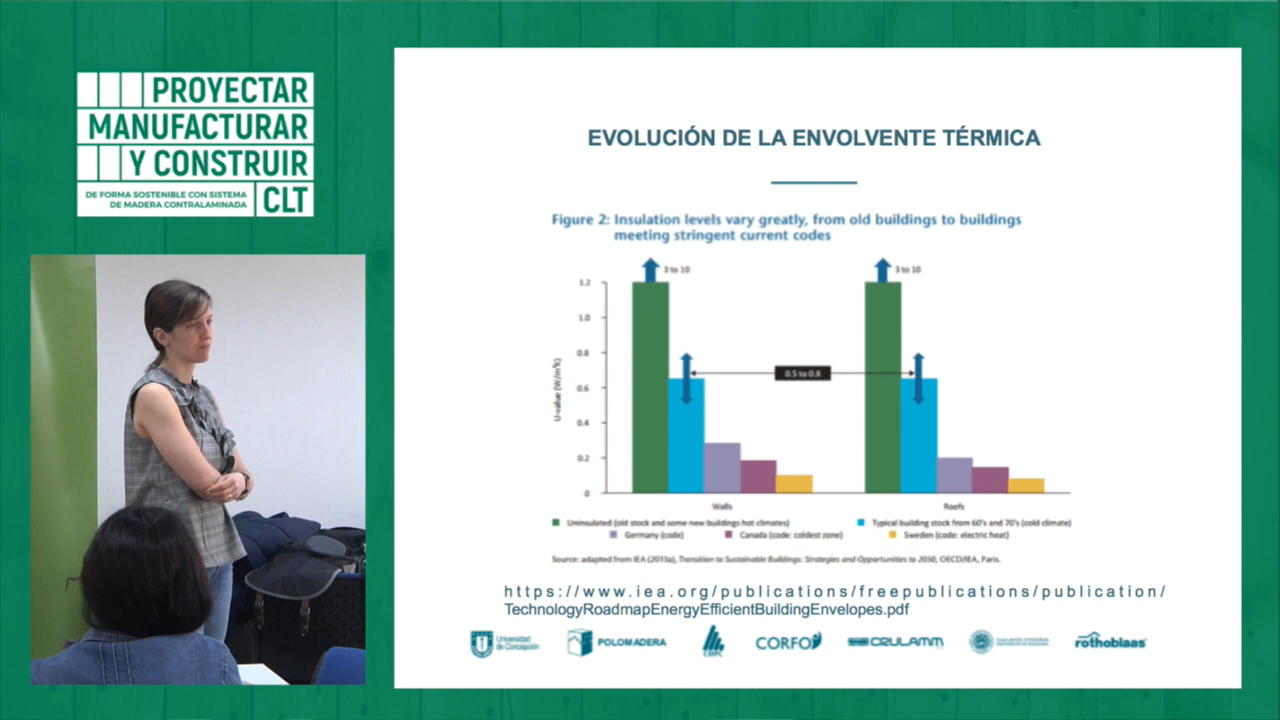 PROYECTAR
MANUFACTURAR
Y CONSTRUIR
DE FORMA SOSTENIBLE CON SISTEMA
DE MADERA CONTRALAMINADA
CLT
EVOLUCIÓN DE LA ENVOLVENTE TÉRMICA
Figure 2: Insulation levels vary greatly, from old buildings to buildings
meeting stringent current codes
3 to 10
3 to 10
1.2
1.0
0.8
0.6
0.4
0.2
0
U-value (W/m²K)
0.5 to 0.8
Walls
Roofs
Uninsulated (old stock and some new buildings hot climates)
Typical building stock from 60's and 70's (cold climate)
Germany (code)
Canada (code: coldest zone)
Sweden (code: electric heat)
Source: adapted from IEA (2013a), Transition to Sustainable Buildings: Strategies and Opportunities to 2050, OECD/IEA, Paris.
https://www.iea.org/publications/freepublications/publication/
TechnologyRoadmapEnergyEfficientBuildingEnvelopes.pdf
Universidad
de Concepción
POLOMADERA
CMPC
CORFO
CRULAMM
rothoblaas